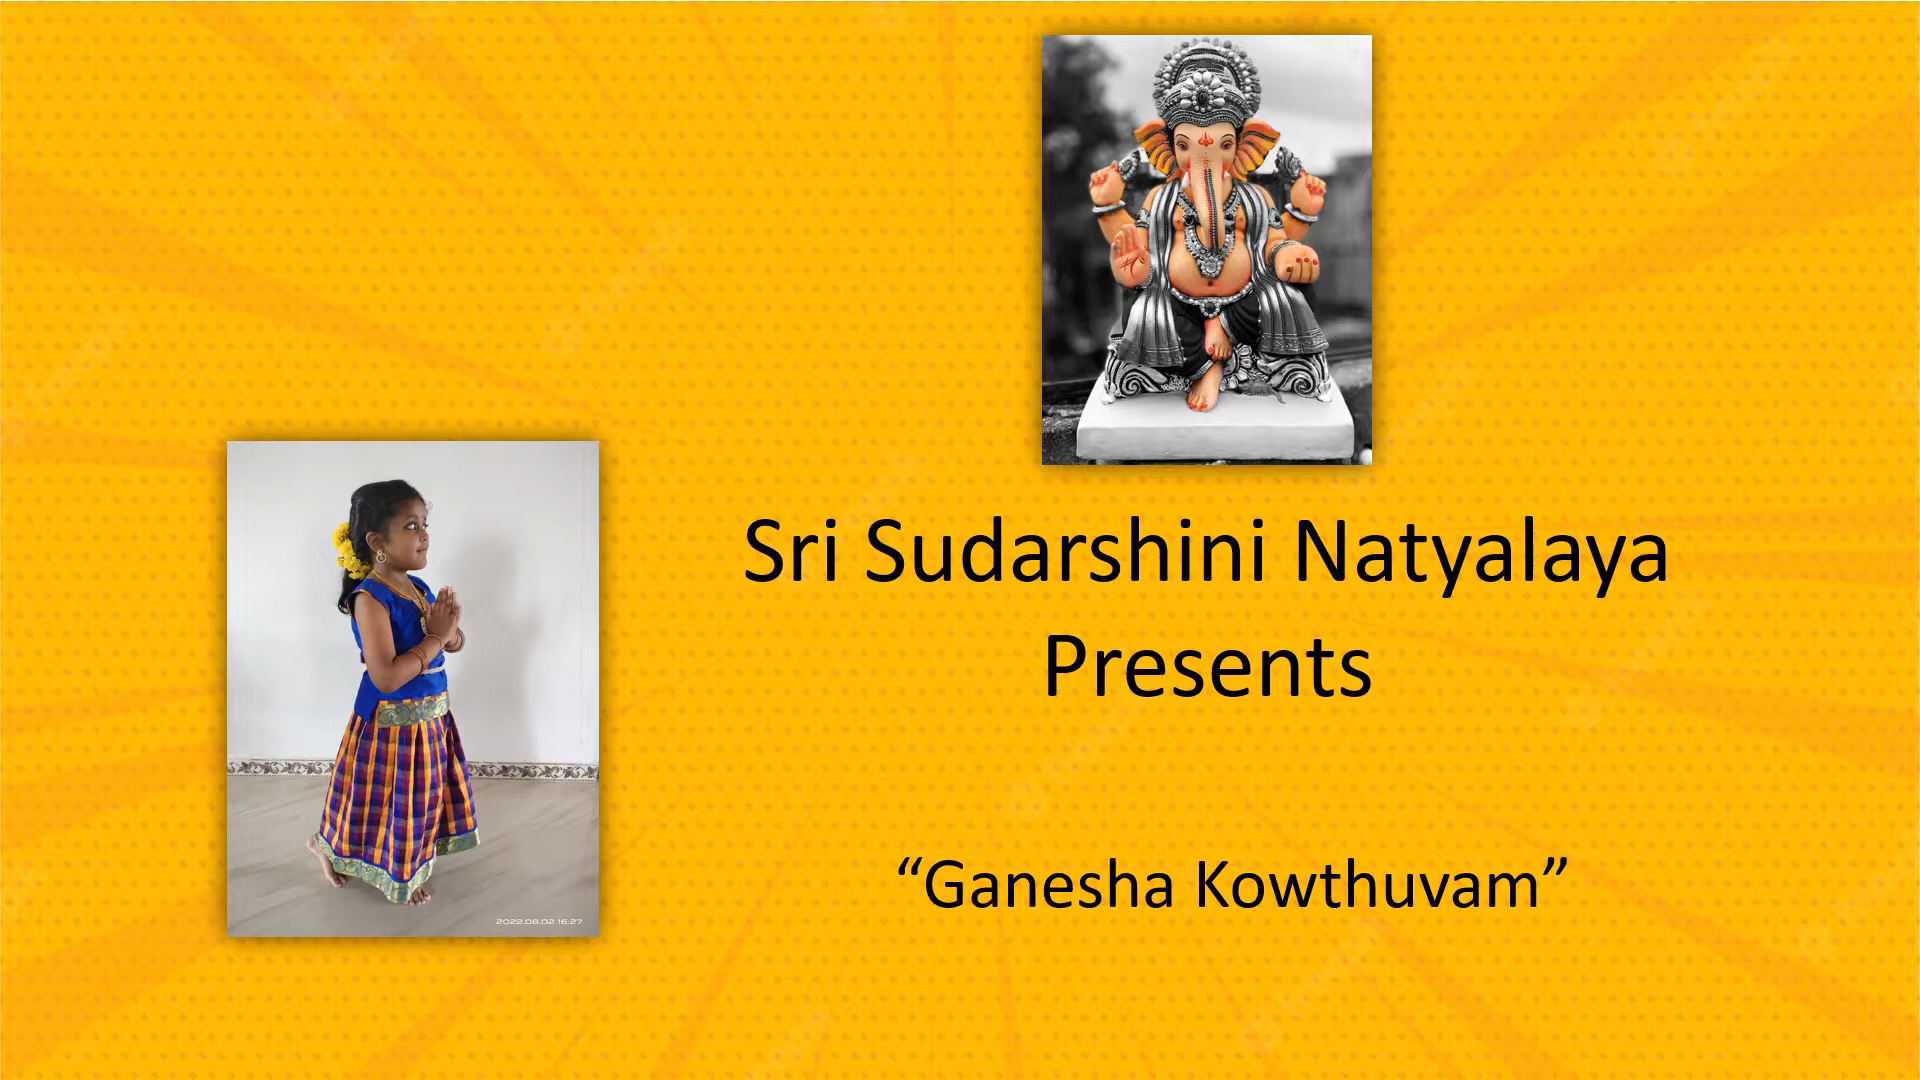 Sri Sudarshini Natyalaya
Presents
“Ganesha Kowthuvam”
2022.08.02 16:27